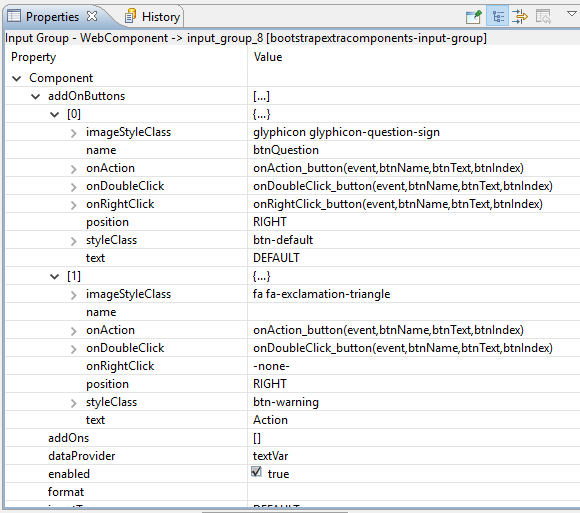 Properties History
Input Group - WebComponent -> input_group_8 [bootstrapextracomponents-input-group]
Property Value
Component
addOnButtons [...]
[0] {...}
imageStyleClass glyphicon glyphicon-question-sign
name btnQuestion
onAction onAction_button(event,btnName,btnText,btnIndex)
onDoubleClick onDoubleClick_button(event,btnName,btnText,btnIndex)
onRightClick onRightClick_button(event,btnName,btnText,btnIndex)
position RIGHT
styleClass btn-default
text DEFAULT
[1] {...}
imageStyleClass fa fa-exclamation-triangle
name
onAction onAction_button(event,btnName,btnText,btnIndex)
onDoubleClick onDoubleClick_button(event,btnName,btnText,btnIndex)
onRightClick -none-
position RIGHT
styleClass btn-warning
text Action
addOns []
dataProvider textVar
enabled true
format